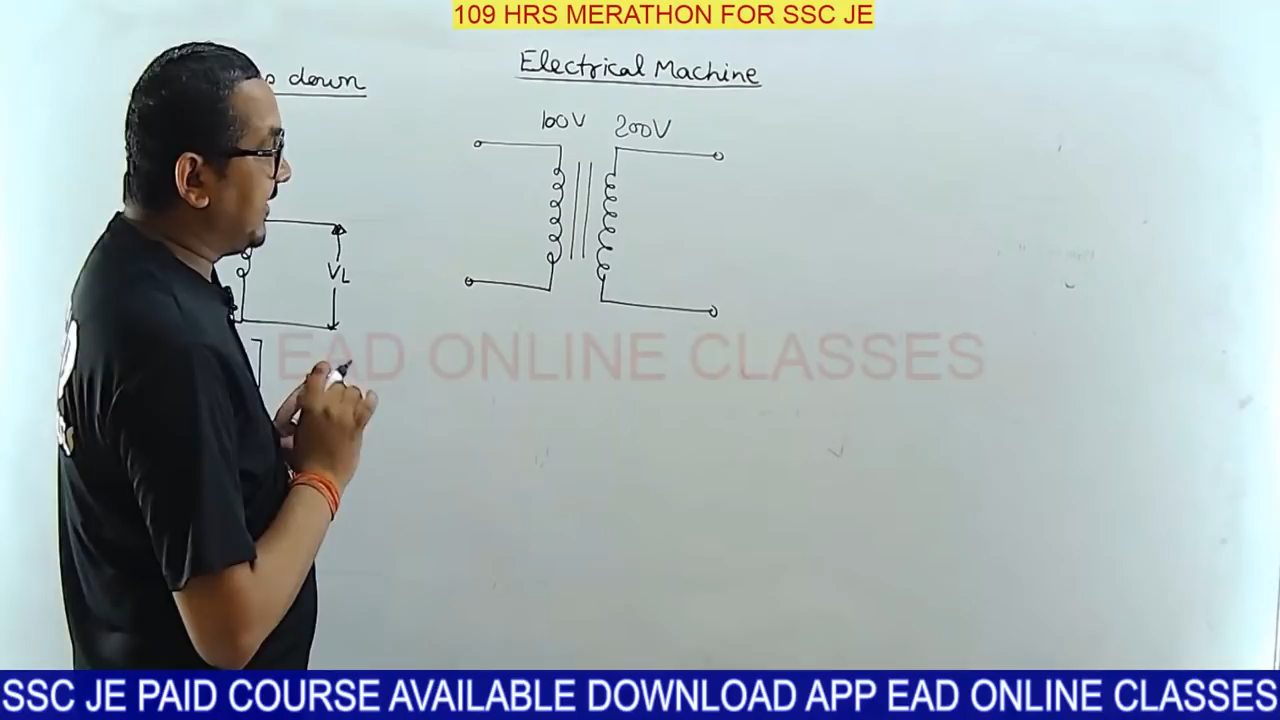 109 HRS MERATHON FOR SSC JE
down
Electrical Machine
100V 200V
VL
EAD ONLINE CLASSES
SSC JE PAID COURSE AVAILABLE DOWNLOAD APP EAD ONLINE CLASSES